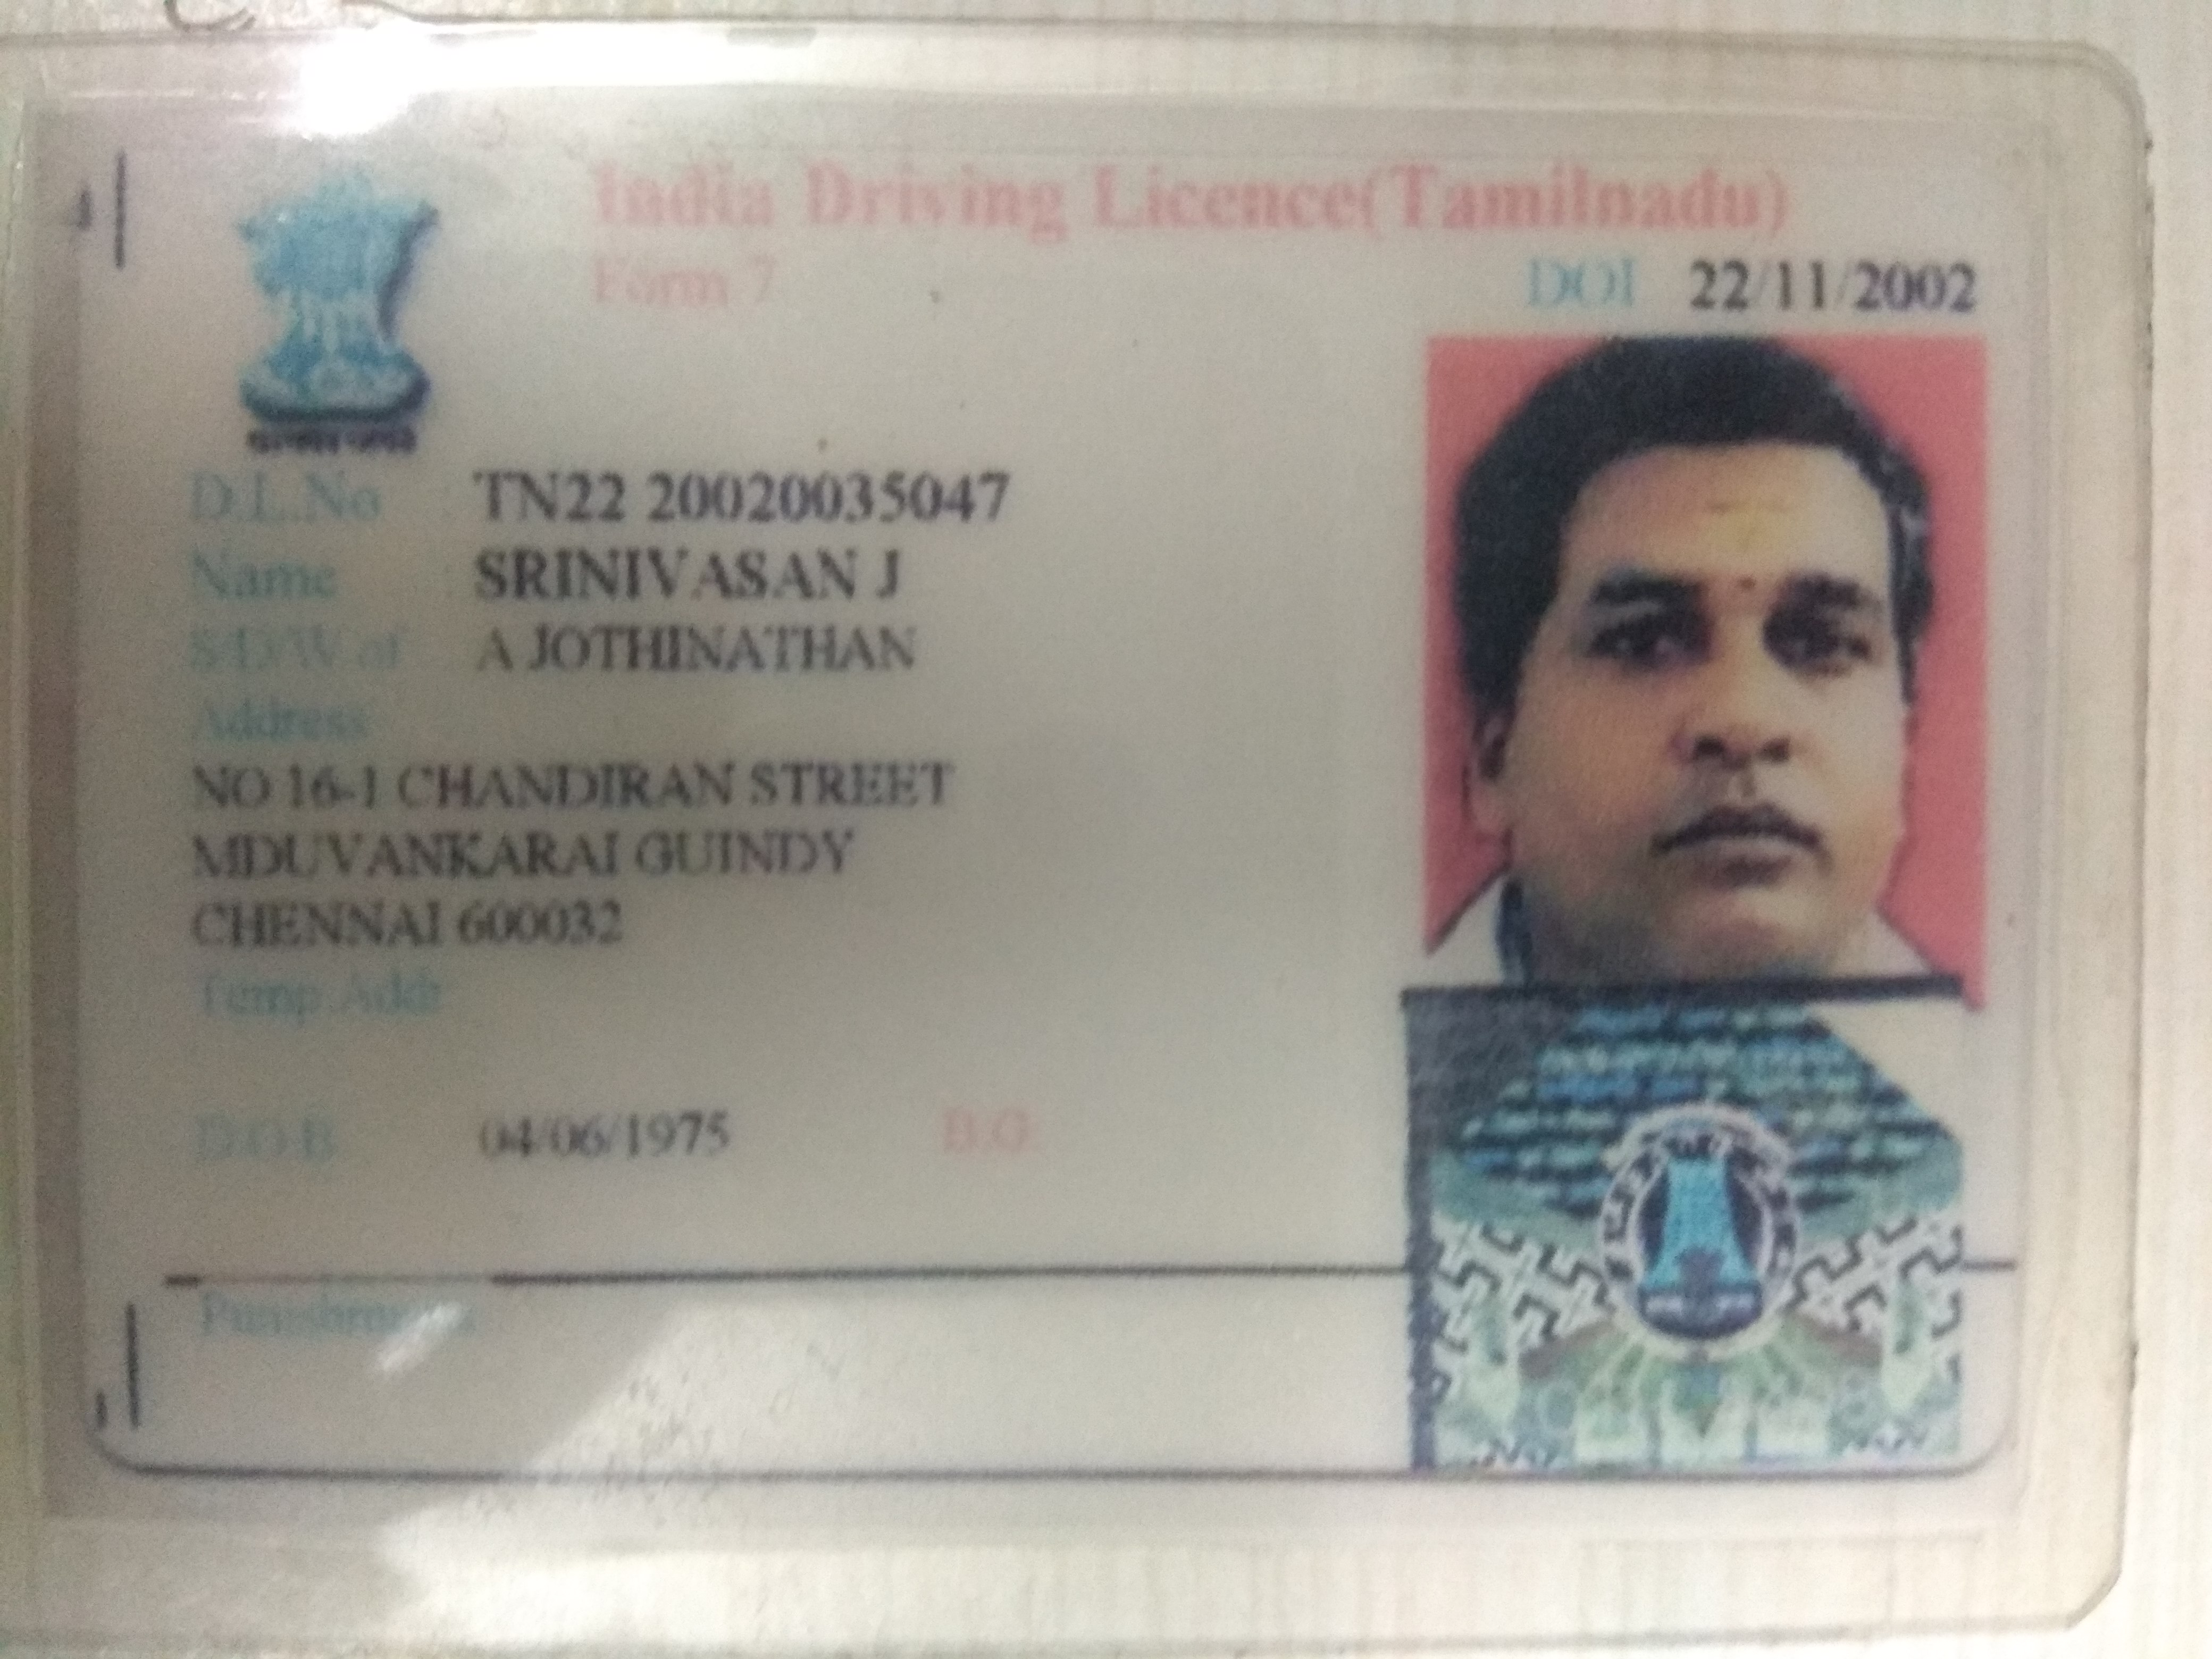 India Driving Licence(Tamilnadu)
Form 7
DOI 22/11/2002
D.L.No : TN22 20020035047
Name SRINIVASAN J
S/D/W of A JOTHINATHAN
Address
NO 16-1 CHANDIRAN STREET
MDUVANKARAI GUINDY
CHENNAI 600032
Temp.Addr
D.O.B 04/06/1975 B.G.